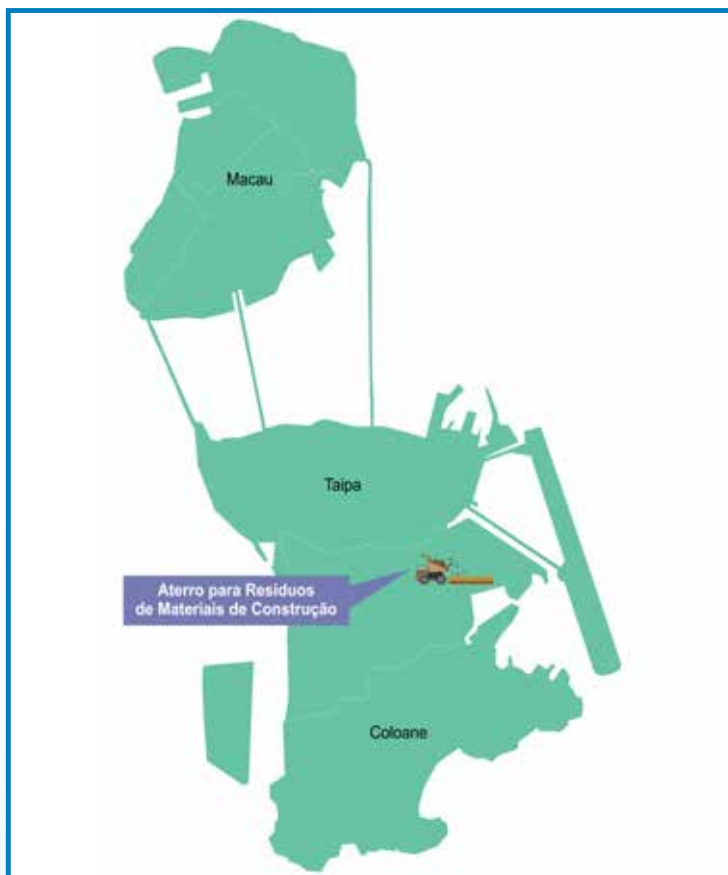 Macau
Taipa
Aterro para Resíduos
de Materiais de Construção
Coloane